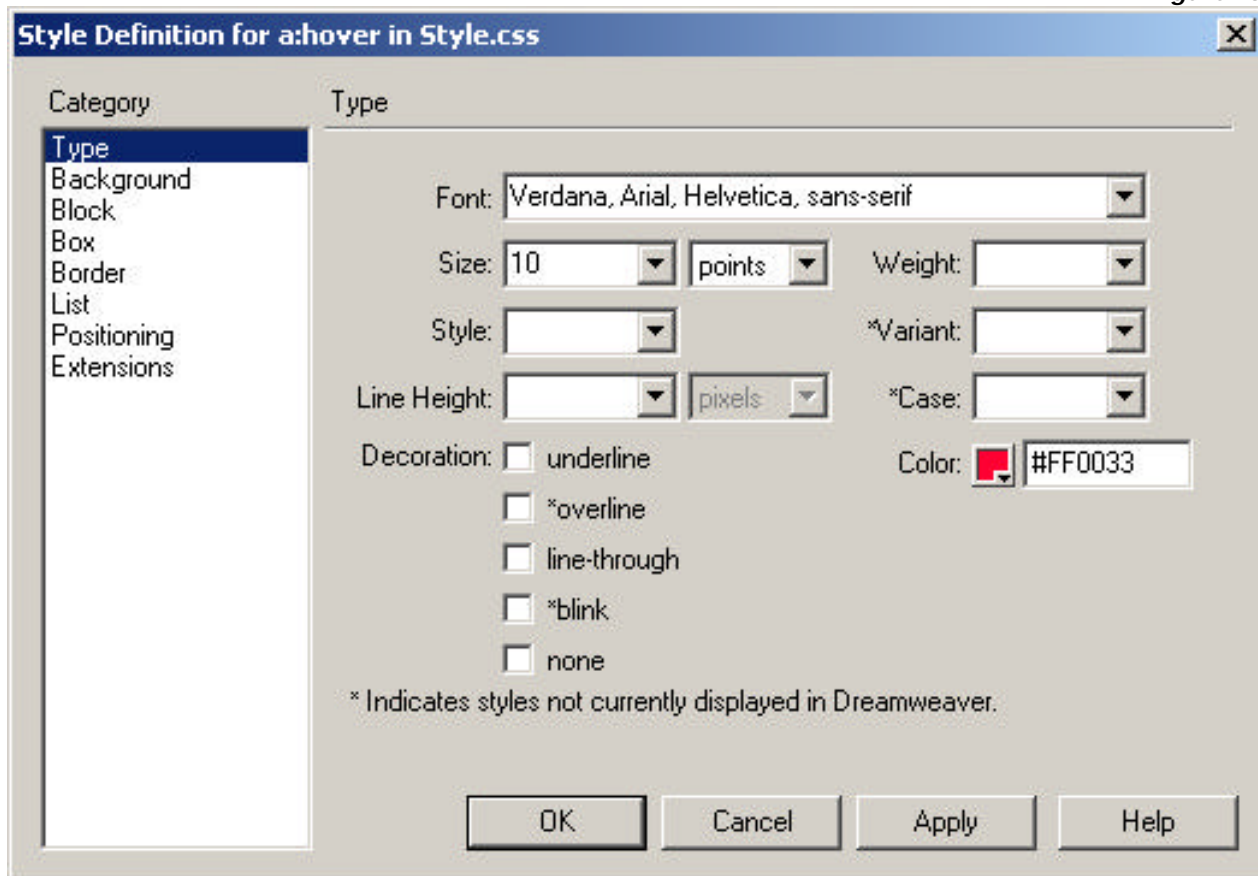 Style Definition for a:hover in Style.css
Category
Type
Type
Background
Block
Box
Border
List
Positioning
Extensions
Font: Verdana, Arial, Helvetica, sans-serif
Size: 10 points Weight:
Style: *Variant:
Line Height: pixels *Case:
Decoration: underline Color: #FF0033
*overline
line-through
*blink
none
* Indicates styles not currently displayed in Dreamweaver.
OK Cancel Apply Help